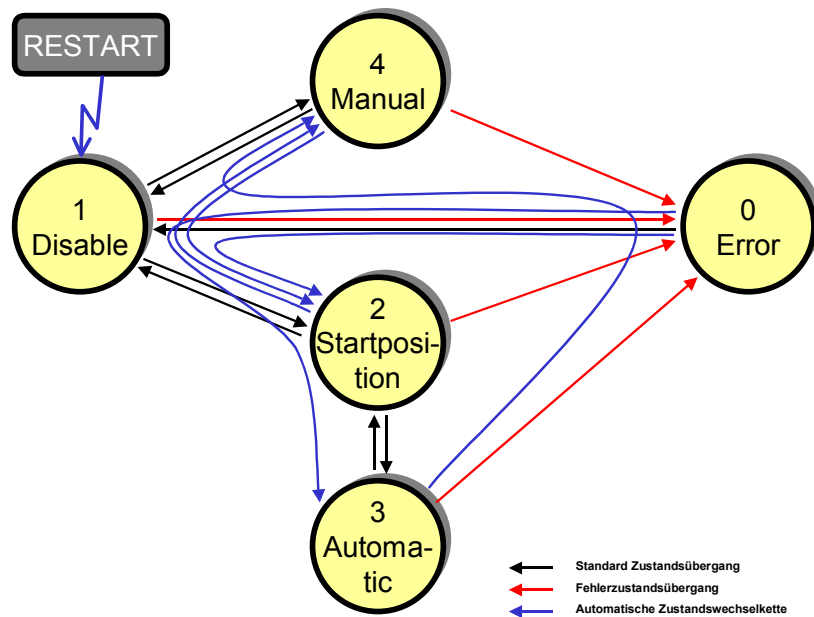 RESTART
4
Manual
1
Disable
0
Error
2
Startposi-
tion
3
Automa-
tic
Standard Zustandsübergang
Fehlerzustandsübergang
Automatische Zustandswechselkette